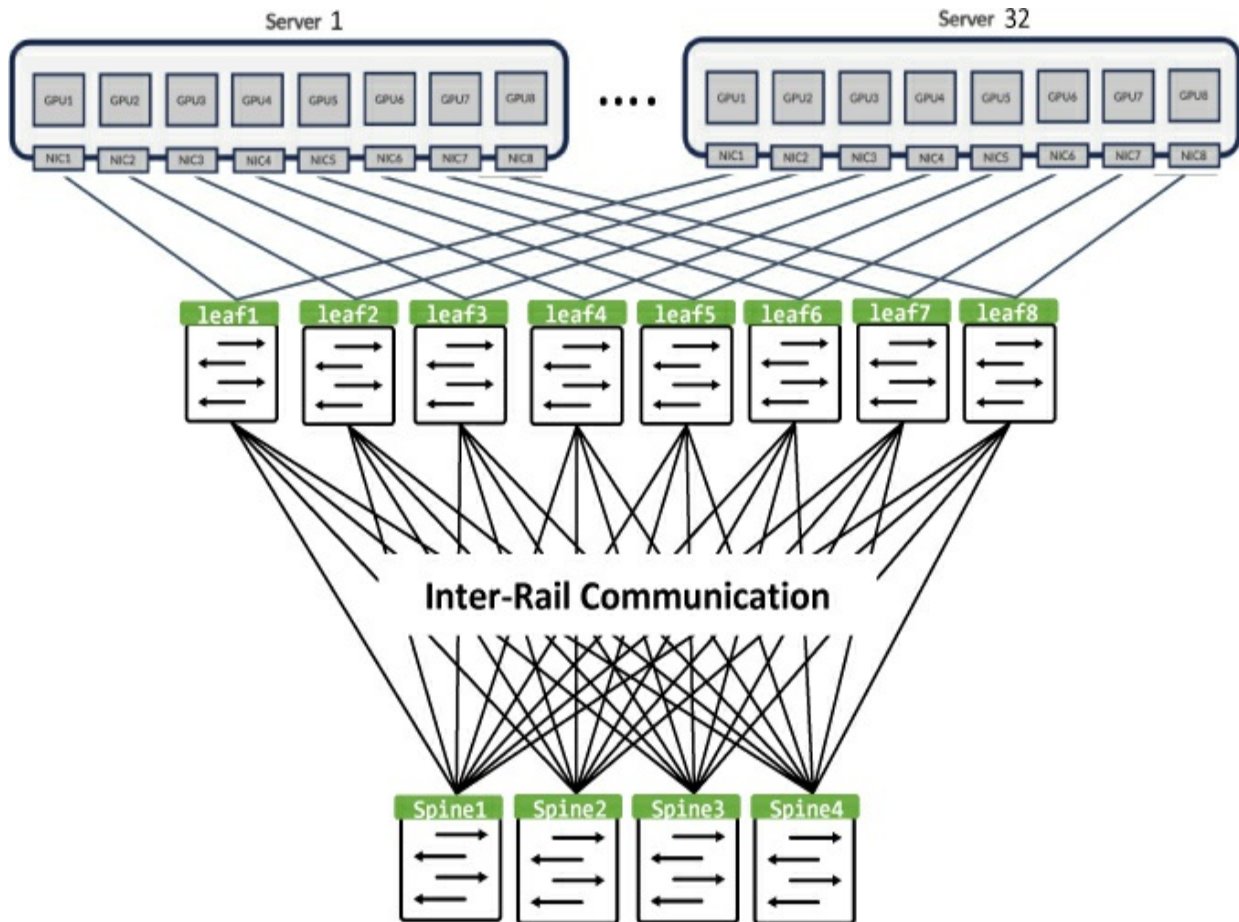 Server 1
Server 32
GPU1 GPU2 GPU3 GPU4 GPU5 GPU6 GPU7 GPU8
GPU1 GPU2 GPU3 GPU4 GPU5 GPU6 GPU7 GPU8
NIC1 NIC2 NIC3 NIC4 NIC5 NIC6 NIC7 NIC8
NIC1 NIC2 NIC3 NIC4 NIC5 NIC6 NIC7 NIC8
leaf1 leaf2 leaf3 leaf4 leaf5 leaf6 leaf7 leaf8
Inter-Rail Communication
Spine1 Spine2 Spine3 Spine4